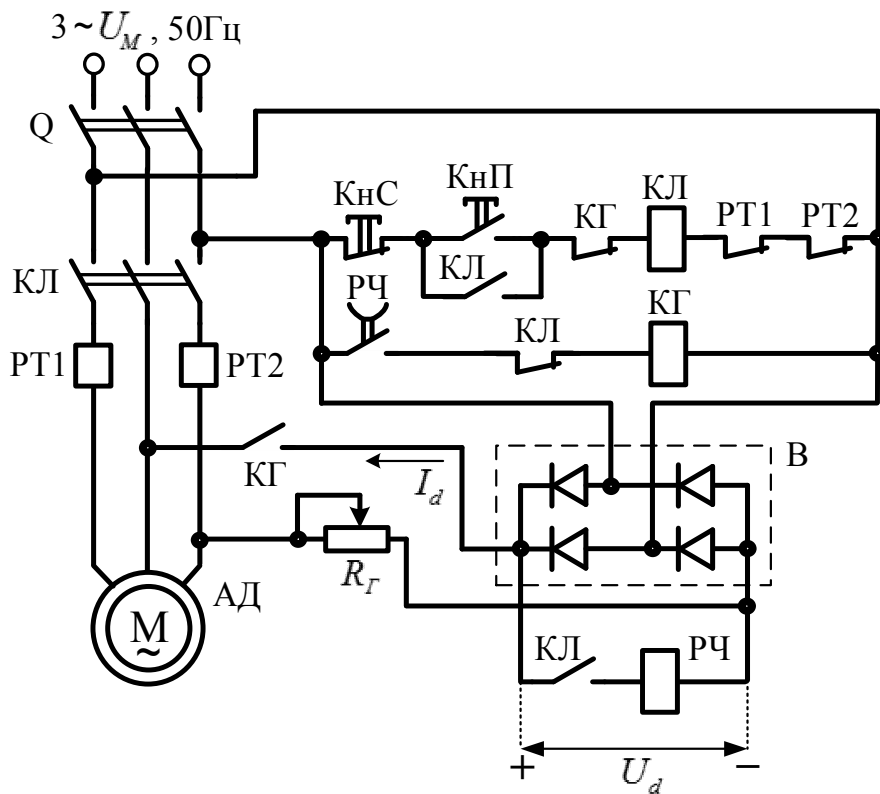 3 ~ U_M , 50Гц
Q
КнС
КнП
КГ
КЛ
РТ1
РТ2
КЛ
РЧ
КЛ
КЛ
КГ
РТ1
РТ2
КГ
I_d
В
R_Г
АД
М
~
КЛ
РЧ
+
U_d
−